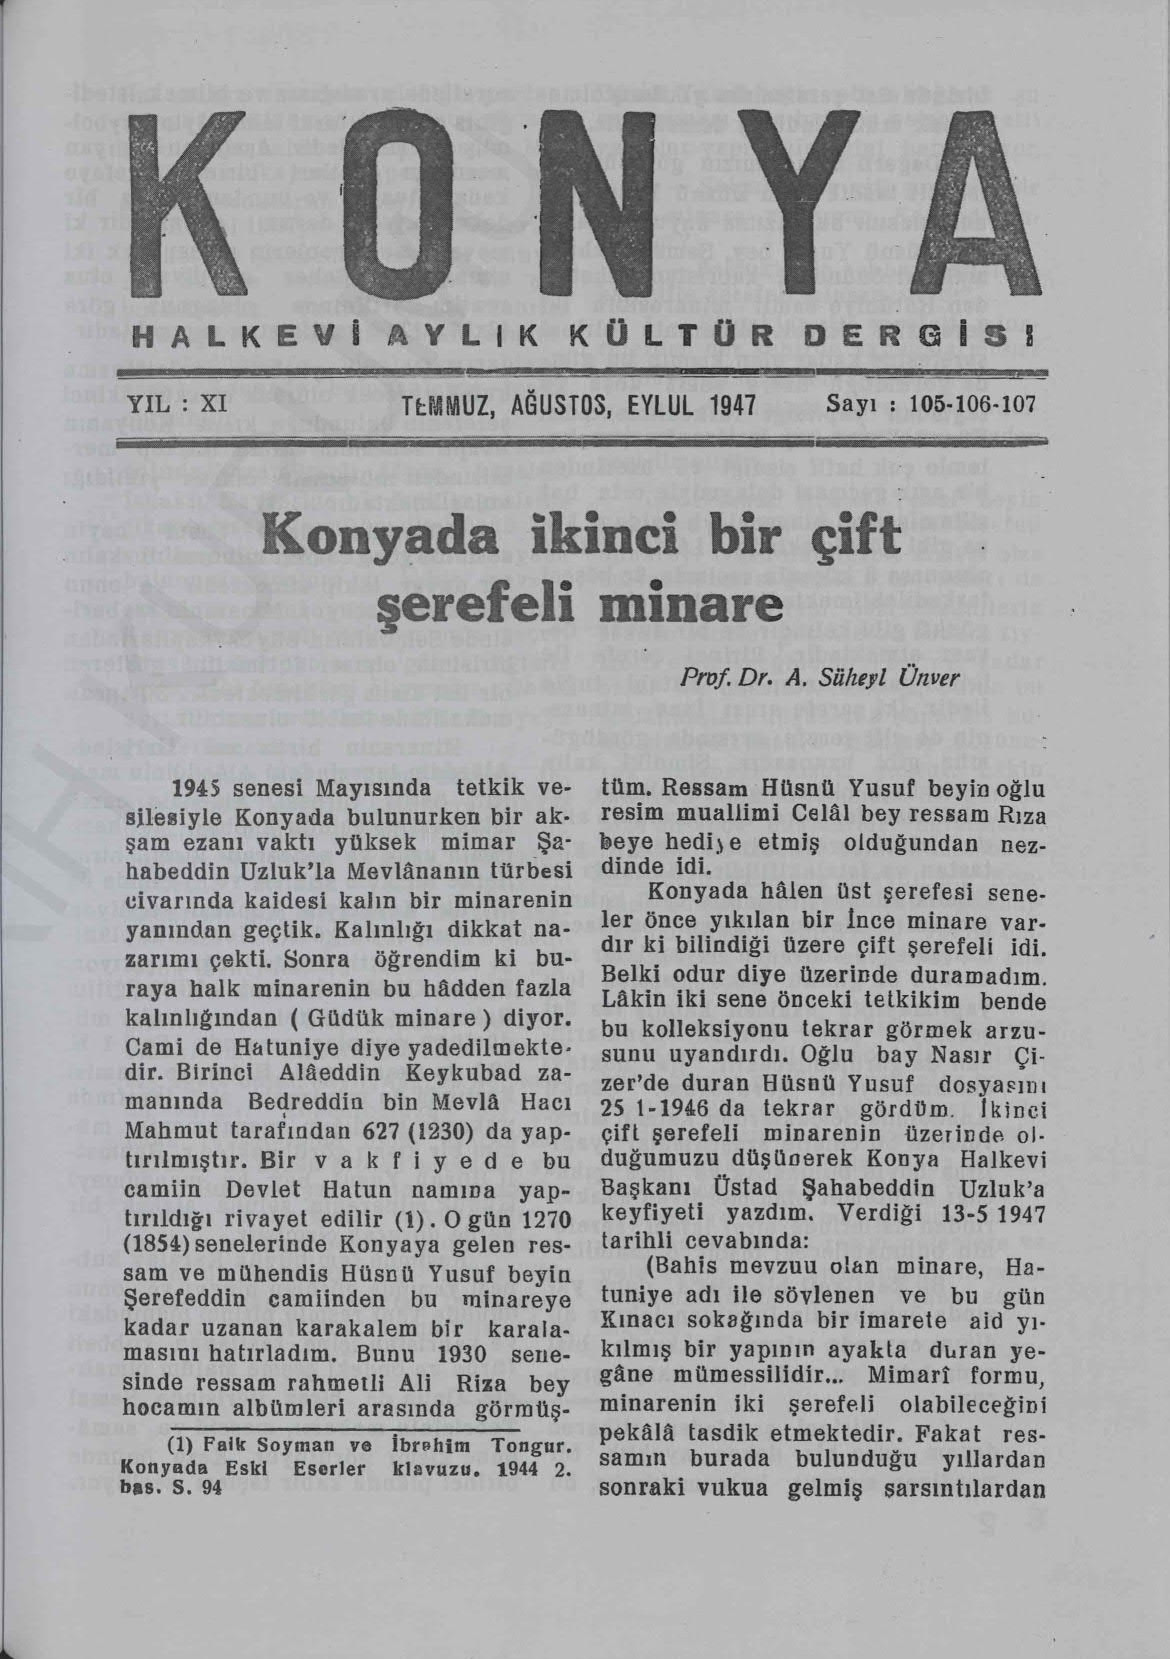 KONYA
HALKEVİ AYLIK KÜLTÜR DERGİSİ
YIL : XI TEMMUZ, AĞUSTOS, EYLUL 1947 Sayı : 105-106-107
Konyada ikinci bir çift
şerefeli minare
Prof. Dr. A. Süheyl Ünver
1945 senesi Mayısında tetkik ve-
silesiyle Konyada bulunurken bir ak-
şam ezanı vaktı yüksek mimar Şa-
habeddin Uzluk'la Mevlânanın türbesi
civarında kaidesi kalın bir minarenin
yanından geçtik. Kalınlığı dikkat na-
zarımı çekti. Sonra öğrendim ki bu-
raya halk minarenin bu hâdden fazla
kalınlığından ( Güdük minare ) diyor.
Cami de Hatuniye diye yadedilmekte-
dir. Birinci Alâeddin Keykubad za-
manında Bedreddin bin Mevlâ Hacı
Mahmut tarafından 627 (1230) da yap-
tırılmıştır. Bir vakfiyede bu
camiin Devlet Hatun namına yap-
tırıldığı rivayet edilir (1). O gün 1270
(1854) senelerinde Konyaya gelen res-
sam ve mühendis Hüsnü Yusuf beyin
Şerefeddin camiinden bu minareye
kadar uzanan karakalem bir karala-
masını hatırladım. Bunu 1930 sene-
sinde ressam rahmetli Ali Rıza bey
hocamın albümleri arasında görmüş-
(1) Faik Soyman ve İbrahim Tongur.
Konyada Eski Eserler klavuzu. 1944 2.
bas. S. 94
tüm. Ressam Hüsnü Yusuf beyin oğlu
resim muallimi Celâl bey ressam Rıza
beye hediye etmiş olduğundan nez-
dinde idi.
Konyada hâlen üst şerefesi sene-
ler önce yıkılan bir İnce minare var-
dır ki bilindiği üzere çift şerefeli idi.
Belki odur diye üzerinde duramadım.
Lâkin iki sene önceki tetkikim bende
bu kolleksiyonu tekrar görmek arzu-
sunu uyandırdı. Oğlu bay Nasır Çi-
zer'de duran Hüsnü Yusuf dosyasını
25 1-1946 da tekrar gördüm. İkinci
çift şerefeli minarenin üzerinde ol-
duğumuzu düşünerek Konya Halkevi
Başkanı Üstad Şahabeddin Uzluk'a
keyfiyeti yazdım. Verdiği 13-5 1947
tarihli cevabında:
(Bahis mevzuu olan minare, Ha-
tuniye adı ile söylenen ve bu gün
Kınacı sokağında bir imarete aid yı-
kılmış bir yapının ayakta duran ye-
gâne mümessilidir... Mimarî formu,
minarenin iki şerefeli olabileceğini
pekâlâ tasdik etmektedir. Fakat res-
samın burada bulunduğu yıllardan
sonraki vukua gelmiş sarsıntılardan